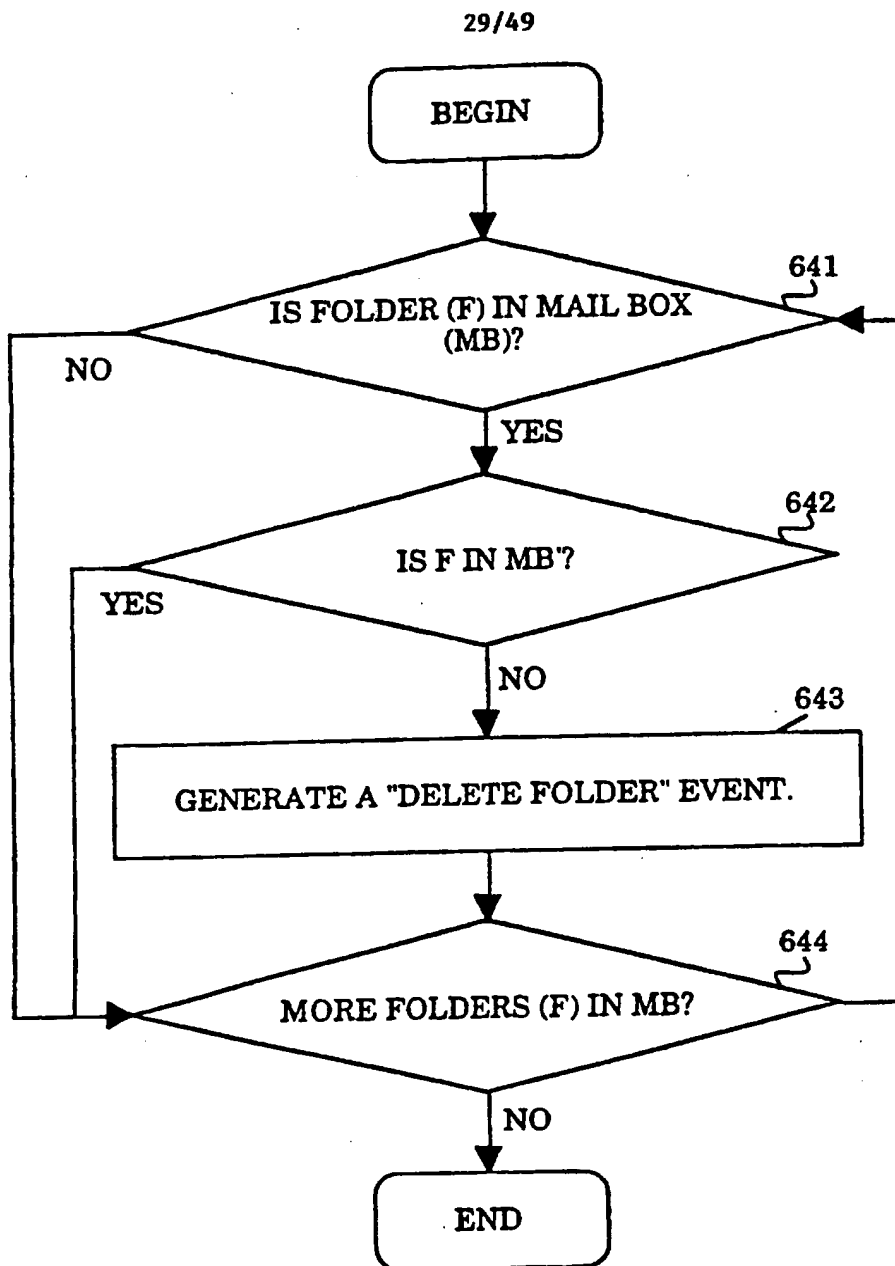 29/49
BEGIN
641
IS FOLDER (F) IN MAIL BOX
(MB)?
NO
YES
642
IS F IN MB'?
YES
NO
643
GENERATE A "DELETE FOLDER" EVENT.
644
MORE FOLDERS (F) IN MB?
NO
END